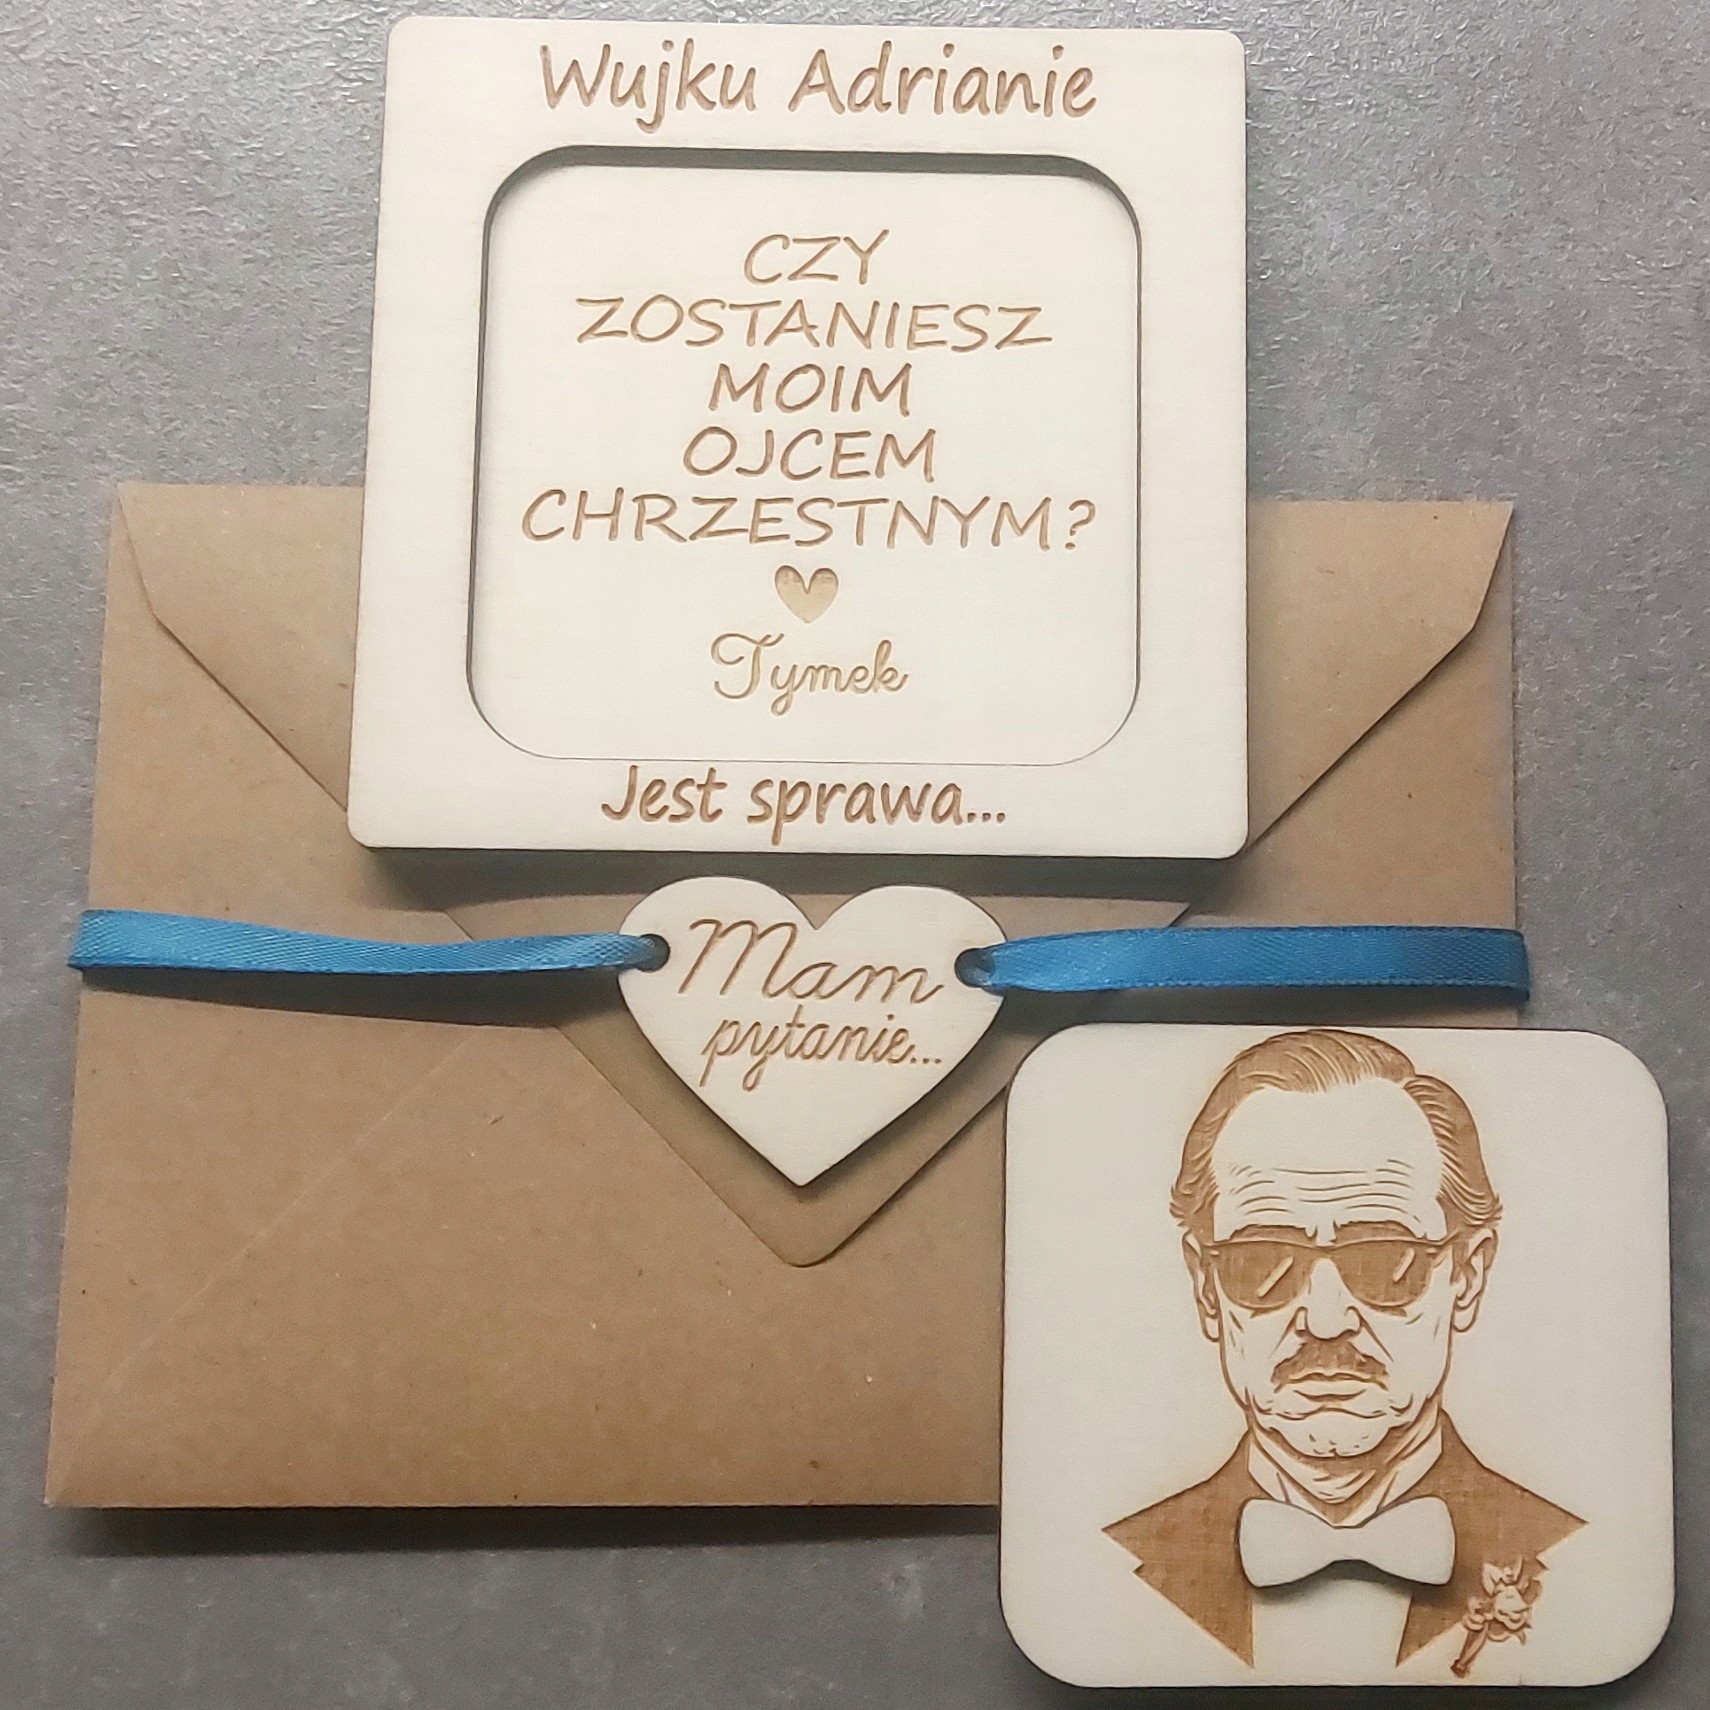 Wujku Adrianie
CZY
ZOSTANIESZ
MOIM
OJCEM
CHRZESTNYM?
Tymek
Jest sprawa...
Mam
pytanie...